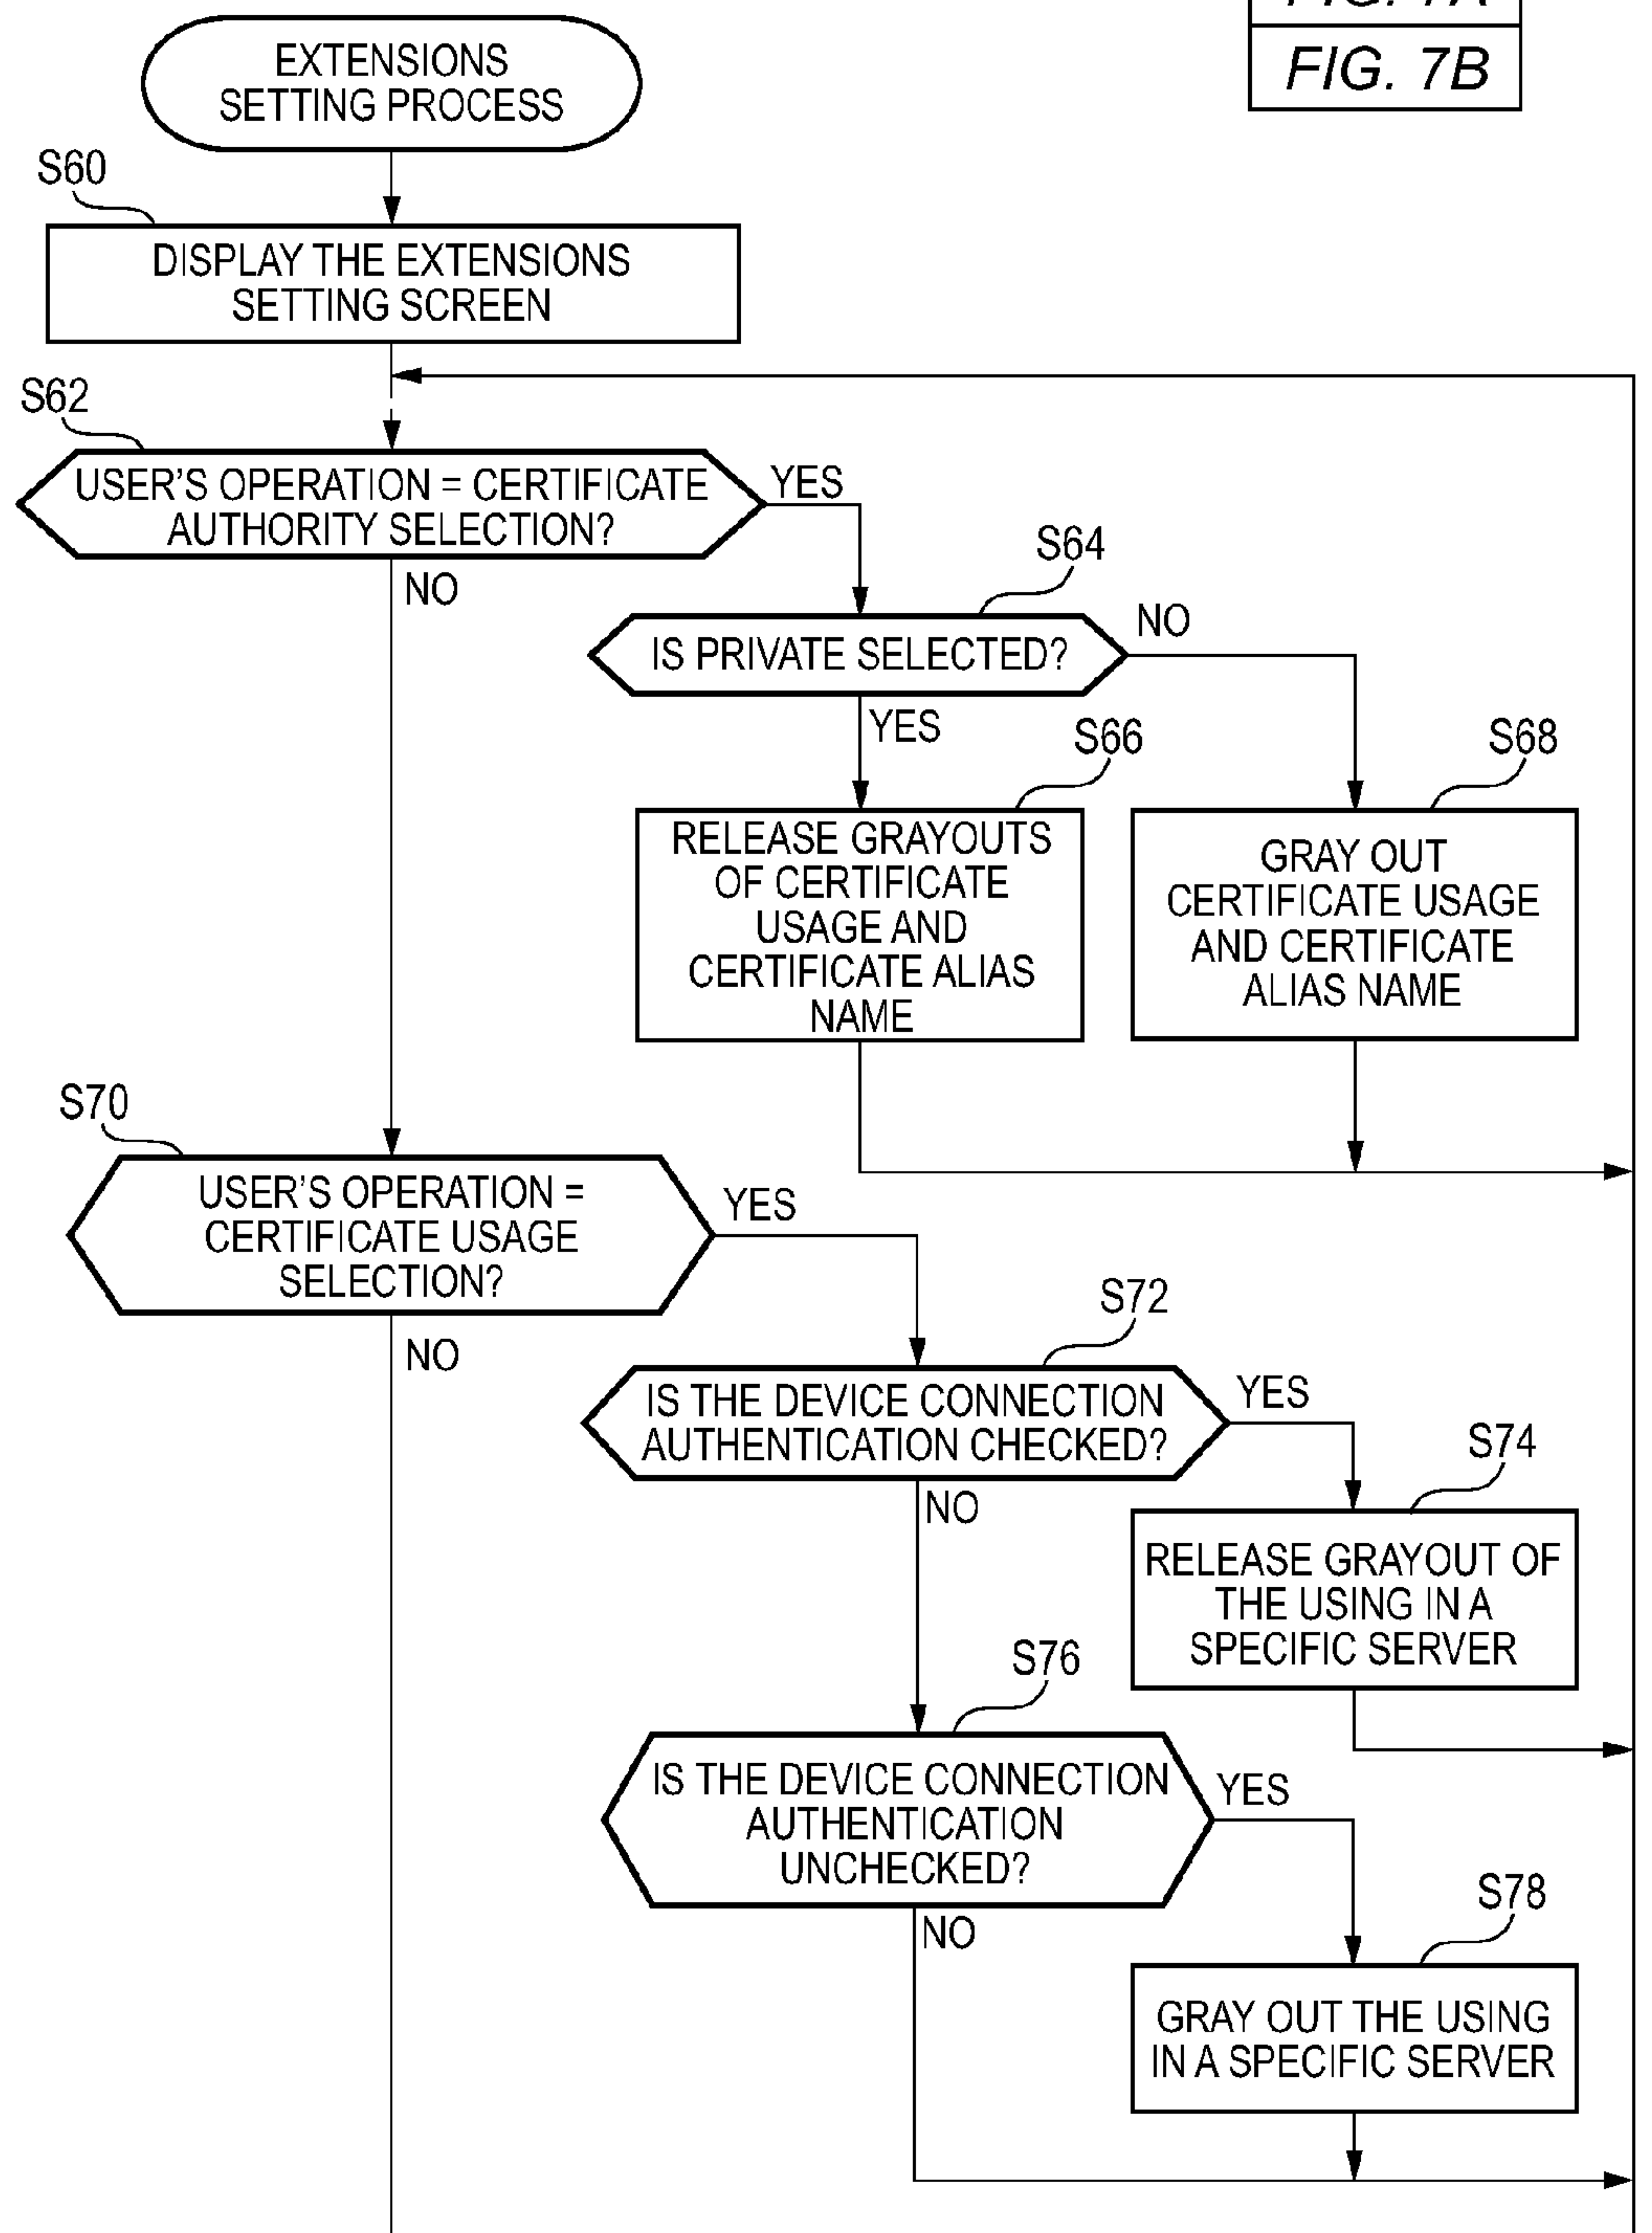 FIG. 7A
FIG. 7B
EXTENSIONS
SETTING PROCESS
S60
DISPLAY THE EXTENSIONS
SETTING SCREEN
S62
USER'S OPERATION = CERTIFICATE
AUTHORITY SELECTION?
YES
NO
S64
IS PRIVATE SELECTED?
NO
YES
S66
RELEASE GRAYOUTS
OF CERTIFICATE
USAGE AND
CERTIFICATE ALIAS
NAME
S68
GRAY OUT
CERTIFICATE USAGE
AND CERTIFICATE
ALIAS NAME
S70
USER'S OPERATION =
CERTIFICATE USAGE
SELECTION?
YES
NO
S72
IS THE DEVICE CONNECTION
AUTHENTICATION CHECKED?
YES
NO
S74
RELEASE GRAYOUT OF
THE USING IN A
SPECIFIC SERVER
S76
IS THE DEVICE CONNECTION
AUTHENTICATION
UNCHECKED?
YES
NO
S78
GRAY OUT THE USING
IN A SPECIFIC SERVER